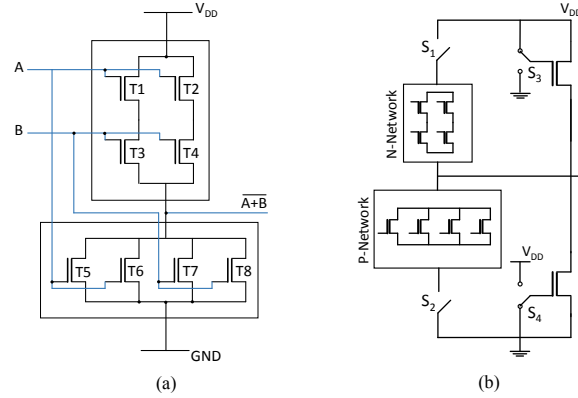 V_DD
A
T1
T2
B
T3
T4
A+B
T5
T6
T7
T8
GND
(a)
V_DD
S_1
S_3
N-Network
P-Network
V_DD
S_2
S_4
(b)